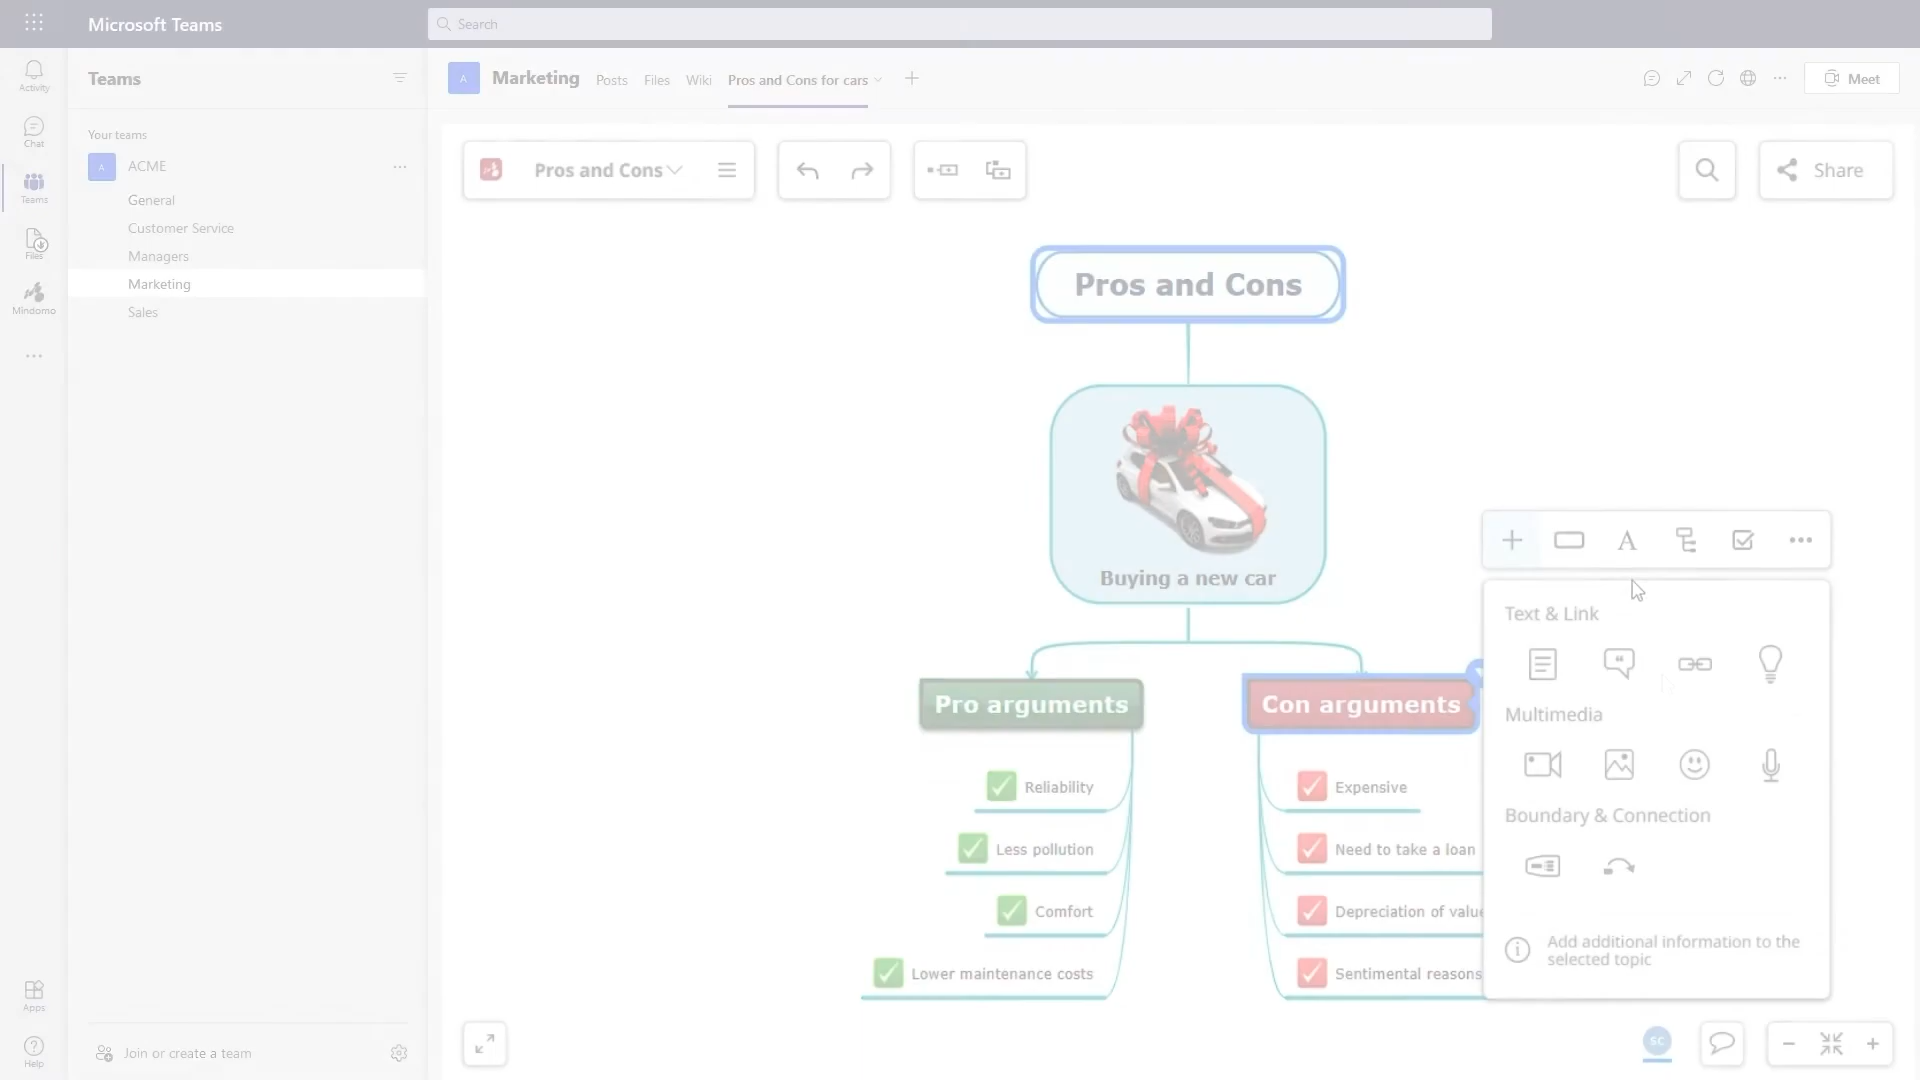 Microsoft Teams
Search
Activity
Chat
Teams
Files
Mindomo
Apps
Help
Teams
Your teams
A ACME
General
Customer Service
Managers
Marketing
Sales
Join or create a team
A Marketing Posts Files Wiki Pros and Cons for cars
Meet
Pros and Cons
Share
Pros and Cons
Buying a new car
Pro arguments
Reliability
Less pollution
Comfort
Lower maintenance costs
Con arguments
Expensive
Need to take a loan
Depreciation of value
Sentimental reasons
Text & Link
Multimedia
Boundary & Connection
Add additional information to the
selected topic
SC